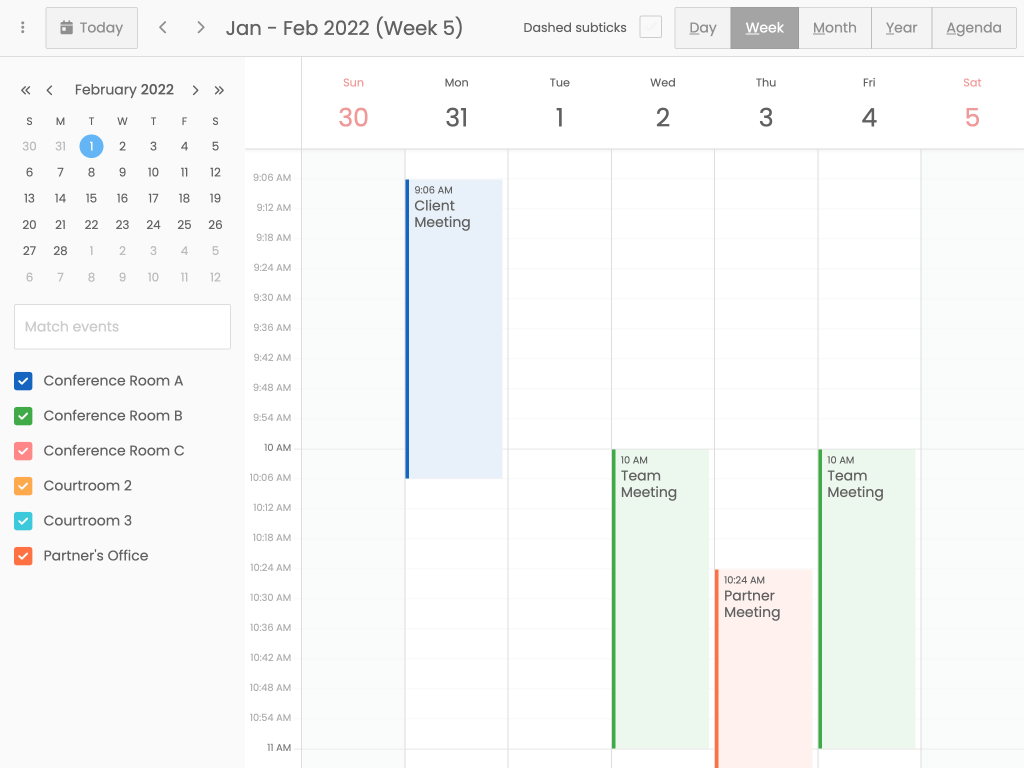 Today
Jan - Feb 2022 (Week 5)
Dashed subticks
Day
Week
Month
Year
Agenda
February 2022
S M T W T F S
30 31 1 2 3 4 5
6 7 8 9 10 11 12
13 14 15 16 17 18 19
20 21 22 23 24 25 26
27 28 1 2 3 4 5
6 7 8 9 10 11 12
Match events
Conference Room A
Conference Room B
Conference Room C
Courtroom 2
Courtroom 3
Partner's Office
Sun Mon Tue Wed Thu Fri Sat
30 31 1 2 3 4 5
9:06 AM
9:12 AM
9:18 AM
9:24 AM
9:30 AM
9:36 AM
9:42 AM
9:48 AM
9:54 AM
10 AM
10:06 AM
10:12 AM
10:18 AM
10:24 AM
10:30 AM
10:36 AM
10:42 AM
10:48 AM
10:54 AM
11 AM
9:06 AM
Client
Meeting
10 AM
Team
Meeting
10:24 AM
Partner
Meeting
10 AM
Team
Meeting